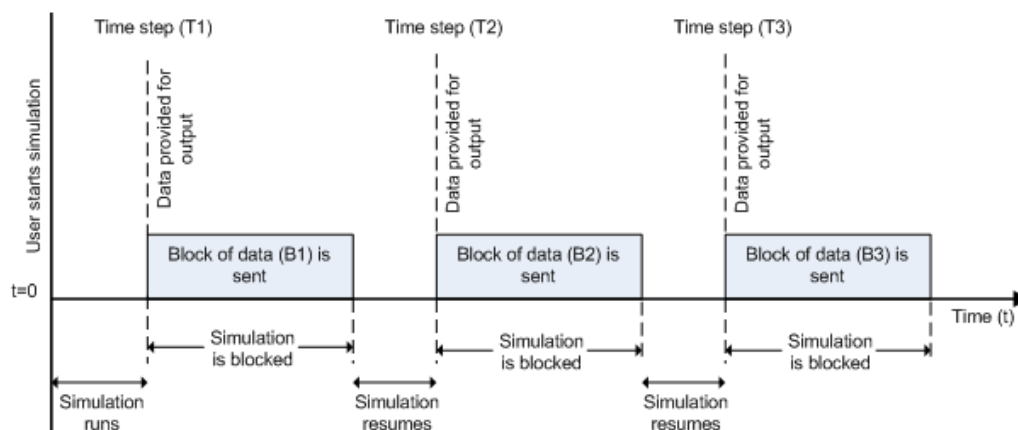 Time step (T1)
Time step (T2)
Time step (T3)
User starts simulation
Data provided for
output
Data provided for
output
Data provided for
output
Block of data (B1) is
sent
Block of data (B2) is
sent
Block of data (B3) is
sent
t=0
Time (t)
Simulation
is blocked
Simulation
is blocked
Simulation
is blocked
Simulation
runs
Simulation
resumes
Simulation
resumes